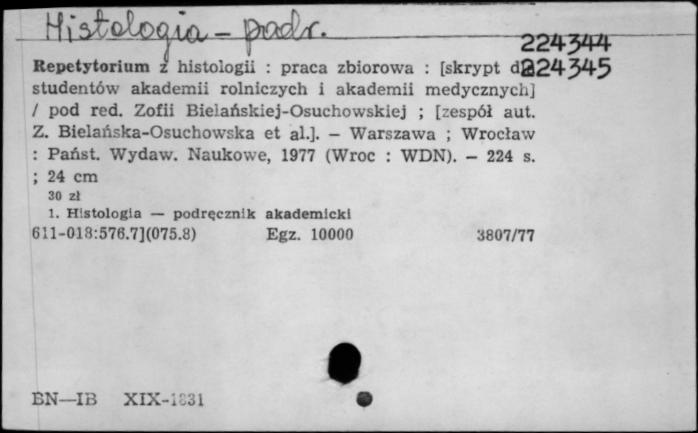 Histologia – podr.
224344
Repetytorium z histologii : praca zbiorowa : [skrypt
224345
studentów akademii rolniczych i akademii medycznych]
/ pod red. Zofii Bielańskiej-Osuchowskiej ; [zespół aut.
Z. Bielańska-Osuchowska et al.]. – Warszawa ; Wrocław
: Państ. Wydaw. Naukowe, 1977 (Wroc : WDN). – 224 s.
; 24 cm
30 zł
1. Histologia — podręcznik akademicki
611-018:576.7](075.8) Egz. 10000 3807/77
BN—IB XIX-1831